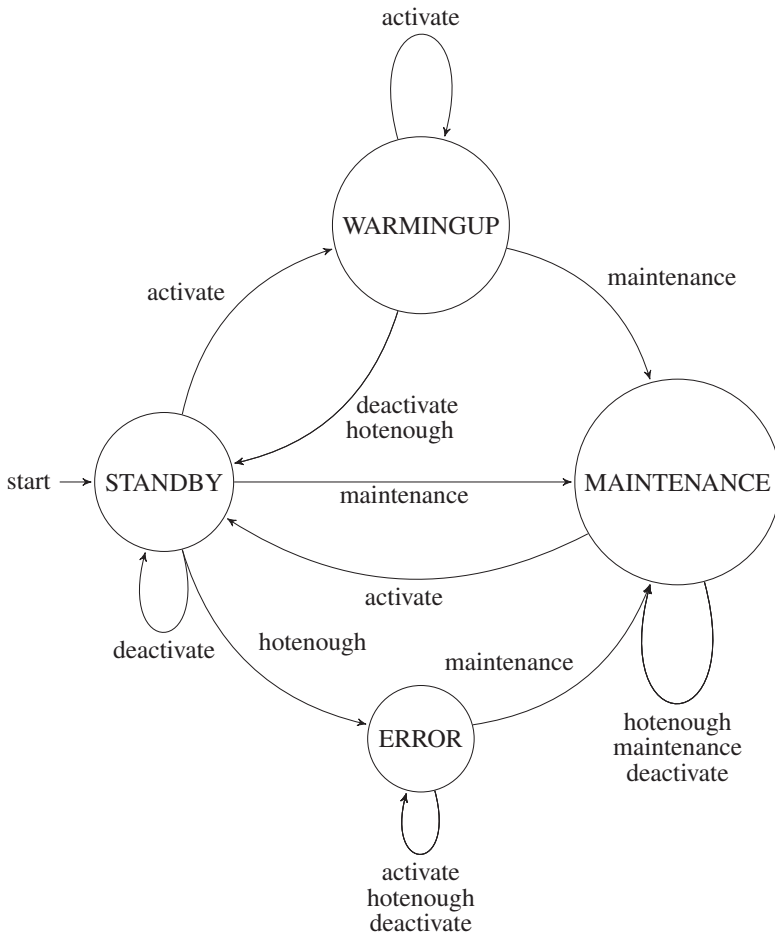 activate
WARMINGUP
activate
maintenance
deactivate
hotenough
start
STANDBY
maintenance
MAINTENANCE
activate
deactivate
hotenough
maintenance
ERROR
hotenough
maintenance
deactivate
activate
hotenough
deactivate